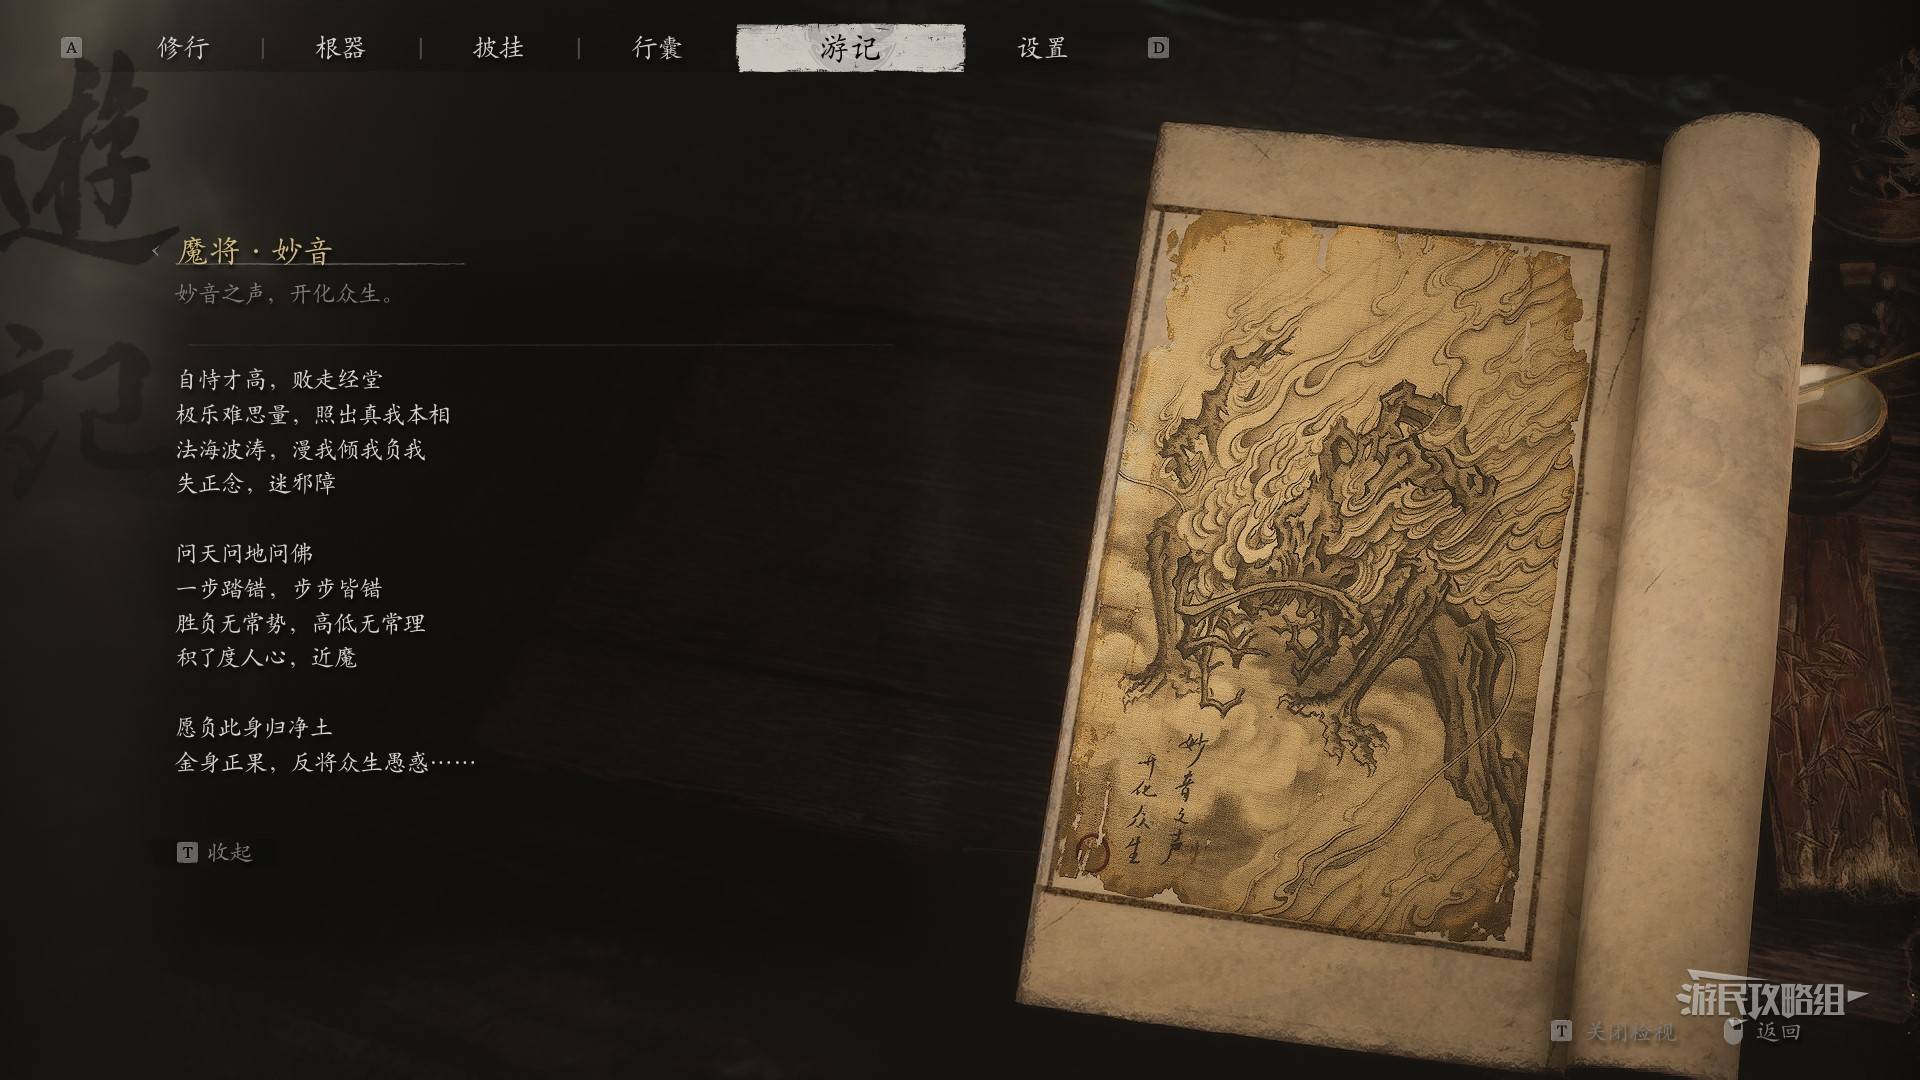 A 修行 | 根器 | 披挂 | 行囊 游记 设置 D
遊記
魔将·妙音
妙音之声，开化众生。
自恃才高，败走经堂
极乐难思量，照出真我本相
法海波涛，漫我倾我负我
失正念，迷邪障
问天问地问佛
一步踏错，步步皆错
胜负无常势，高低无常理
积了度人心，近魔
愿负此身归净土
金身正果，反将众生愚惑……
T 收起
妙音之声
开化众生
游民攻略组
T 关闭检视 返回